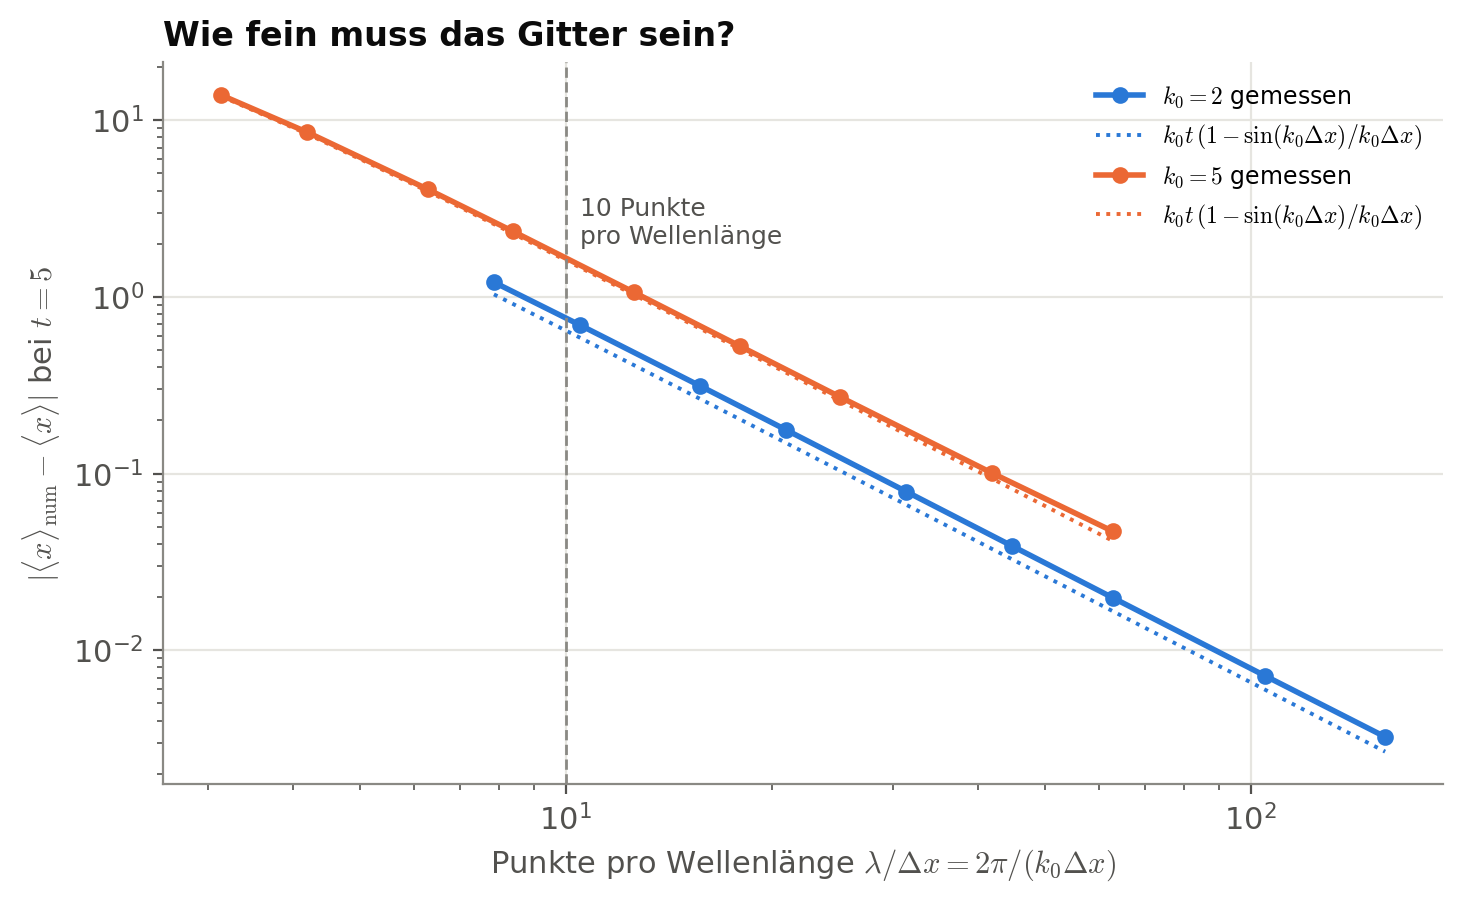 Wie fein muss das Gitter sein?
|⟨x⟩num − ⟨x⟩| bei t = 5
10¹
10⁰
10⁻¹
10⁻²
k₀ = 2 gemessen
k₀t (1 − sin(k₀Δx)/k₀Δx)
k₀ = 5 gemessen
k₀t (1 − sin(k₀Δx)/k₀Δx)
10 Punkte
pro Wellenlänge
10¹
10²
Punkte pro Wellenlänge λ/Δx = 2π/(k₀Δx)